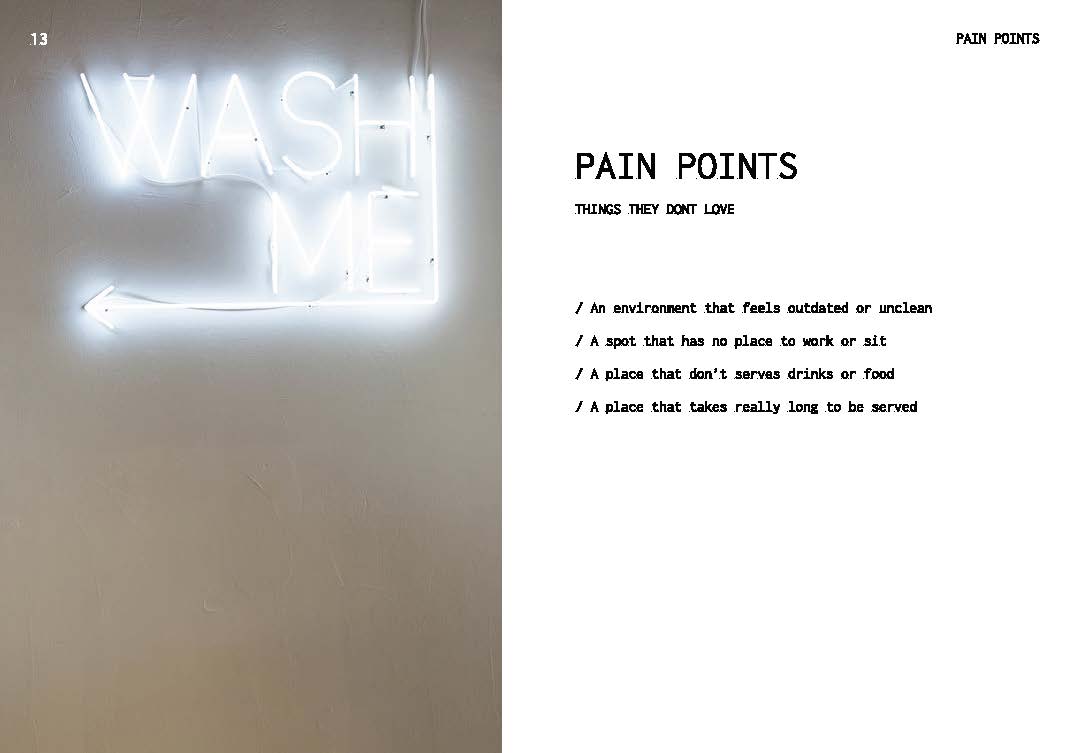 13
WASH
ME
PAIN POINTS
PAIN POINTS
THINGS THEY DONT LOVE
/ An environment that feels outdated or unclean
/ A spot that has no place to work or sit
/ A place that don't serves drinks or food
/ A place that takes really long to be served